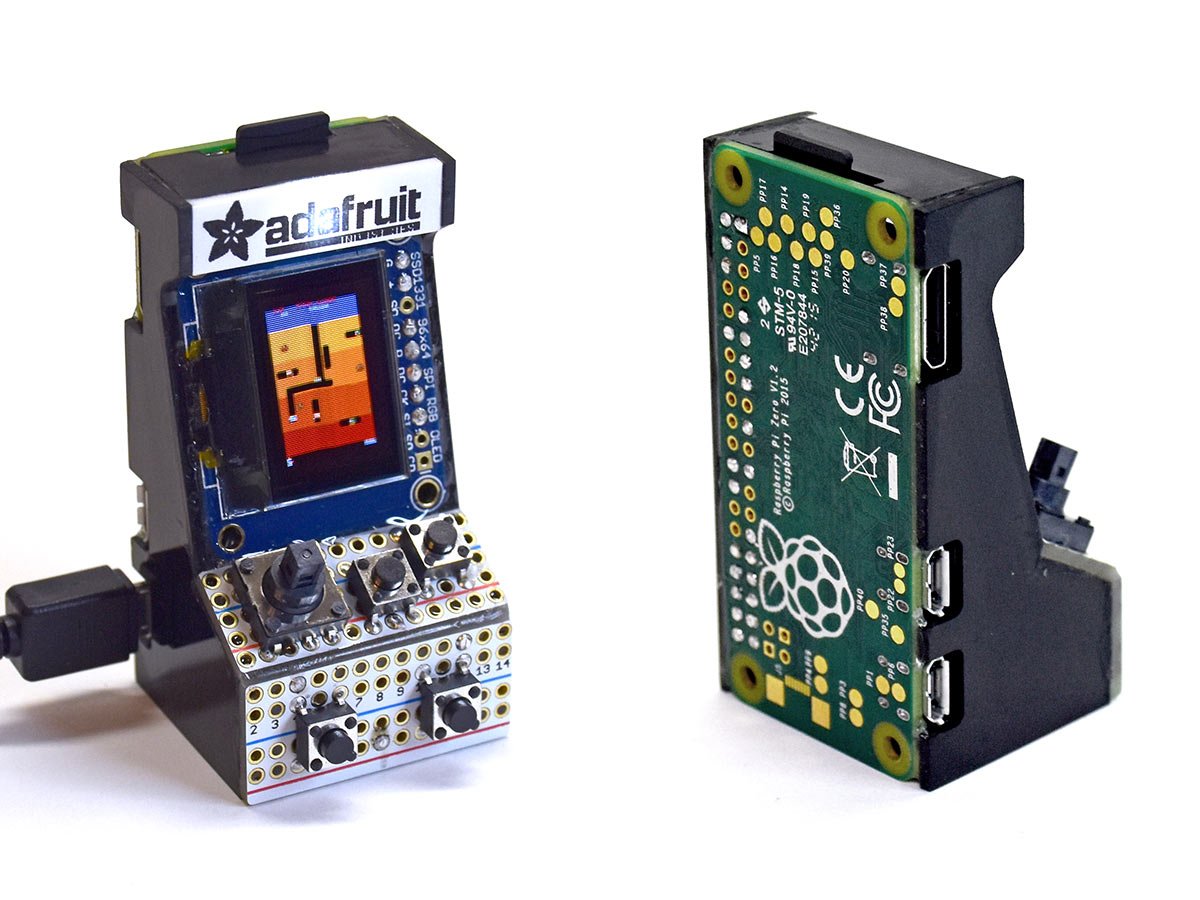 adafruit
INDUSTRIES
SSD1331 96x64 SPI RGB OLED
2 3 7 8 9 13 14
PP17
PP14
PP19
PP36
PP5
PP16
PP18
PP15
PP39
PP20
PP37
PP38
2
STM-5
94V-0
E207844
CE
FC
Raspberry Pi Zero V1.2
© Raspberry Pi 2015
PP23
PP22
PP40
PP35
PP1
PP6
PP3
PP8